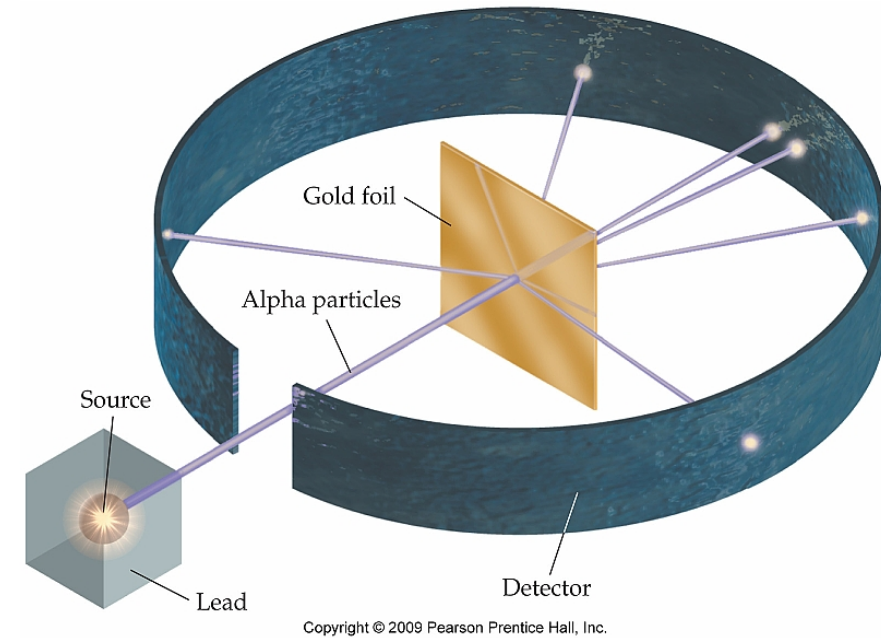 Gold foil
Alpha particles
Source
Lead
Detector
Copyright © 2009 Pearson Prentice Hall, Inc.